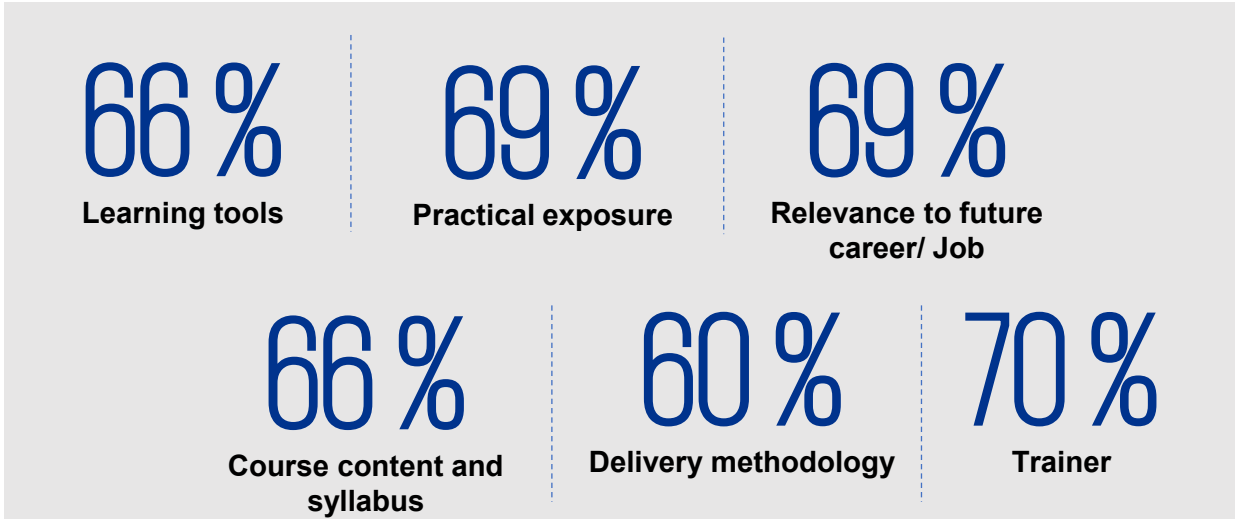 66 %
69 %
69 %
Learning tools
Practical exposure
Relevance to future
career/ Job
66 %
60 %
70 %
Course content and
syllabus
Delivery methodology
Trainer